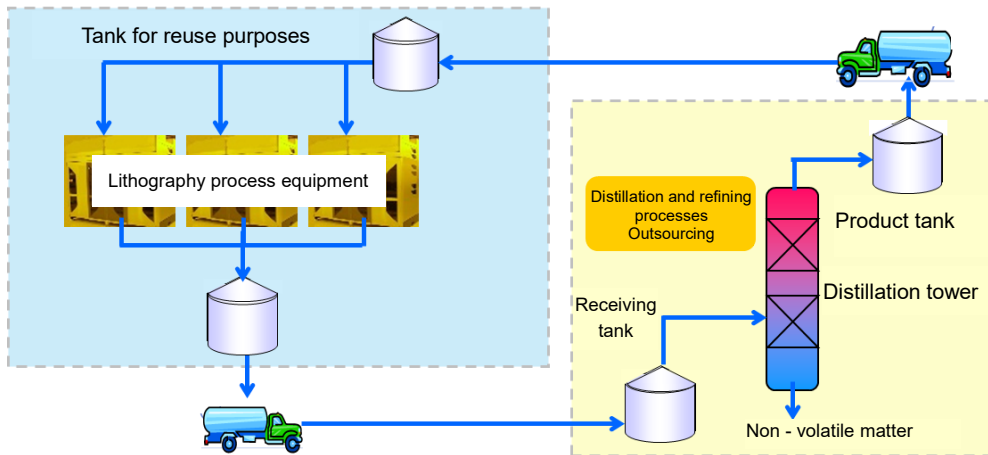 Tank for reuse purposes
Lithography process equipment
Distillation and refining
processes
Outsourcing
Product tank
Distillation tower
Receiving
tank
Non - volatile matter